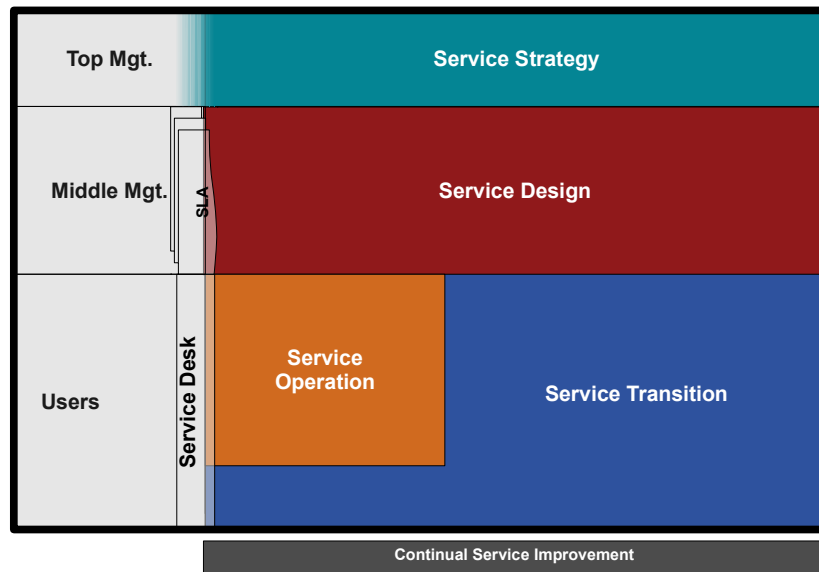 Top Mgt.
Service Strategy
Middle Mgt.
SLA
Service Design
Users
Service Desk
Service
Operation
Service Transition
Continual Service Improvement